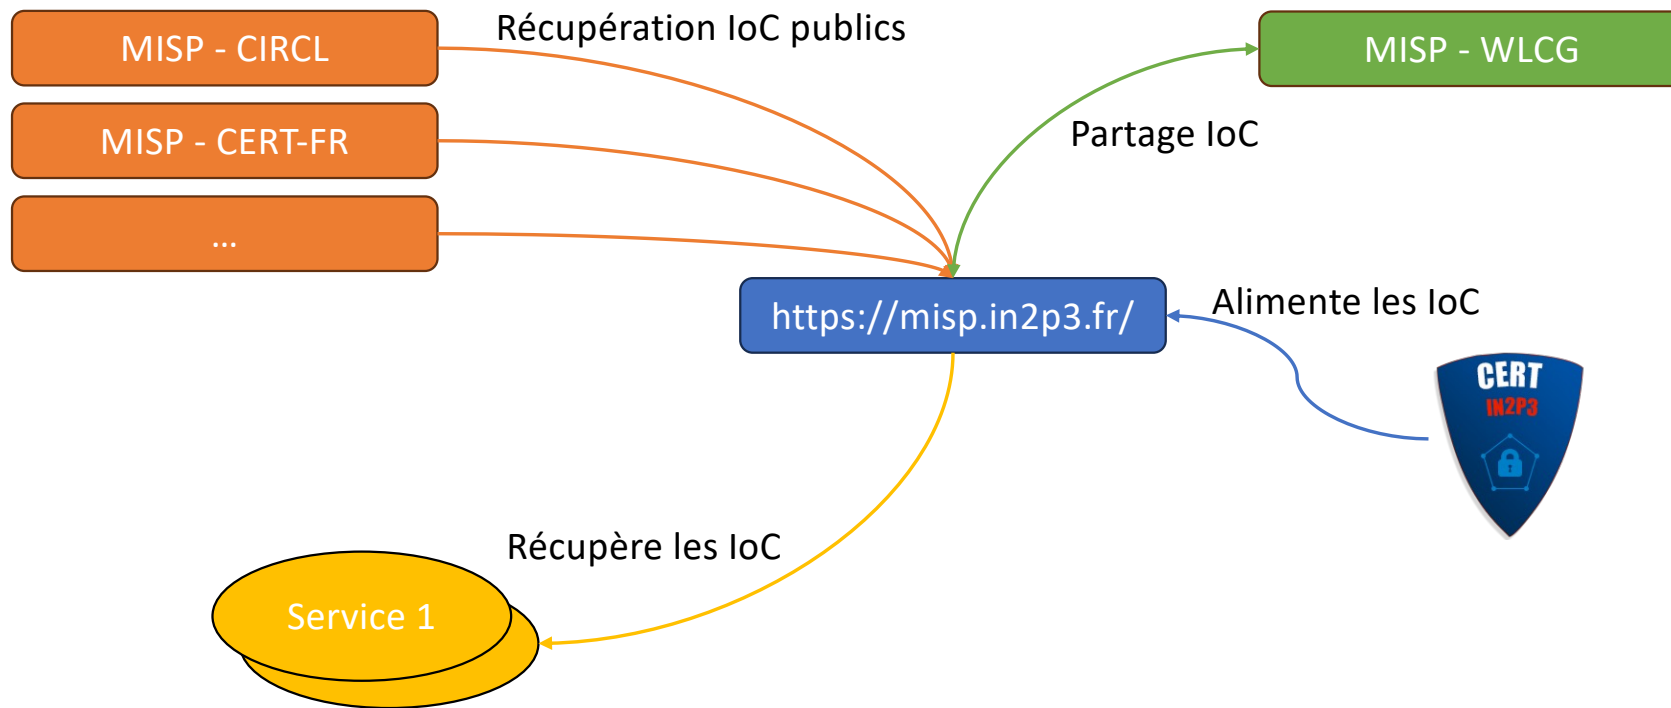 MISP - CIRCL
Récupération IoC publics
MISP - WLCG
MISP - CERT-FR
Partage IoC
...
https://misp.in2p3.fr/
Alimente les IoC
CERT
IN2P3
Récupère les IoC
Service 1